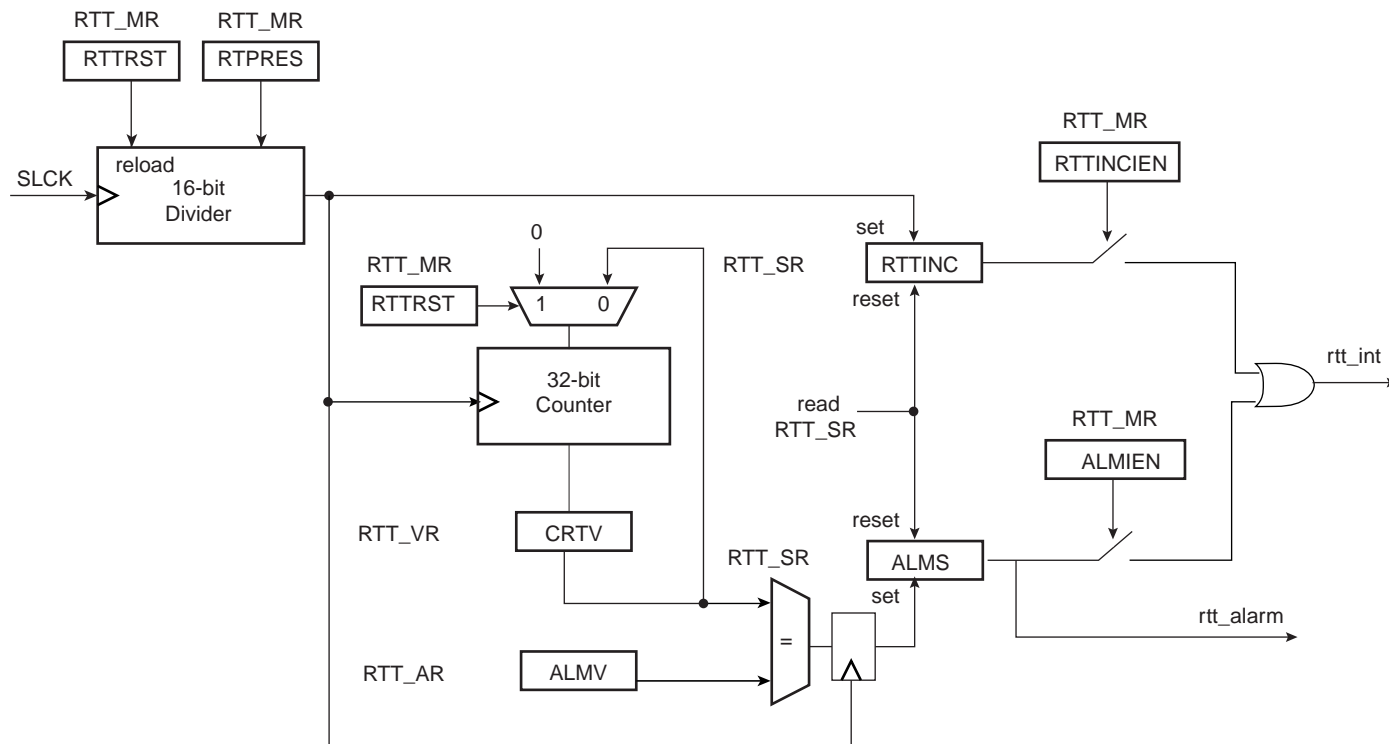 RTT_MR
RTT_MR
RTTRST
RTPRES
SLCK
reload
16-bit
Divider
RTT_MR
RTTINCIEN
0
RTT_MR
RTTRST
1
0
RTT_SR
set
RTTINC
reset
32-bit
Counter
read
RTT_SR
rtt_int
RTT_MR
ALMIEN
RTT_VR
CRTV
RTT_SR
reset
ALMS
set
rtt_alarm
=
RTT_AR
ALMV